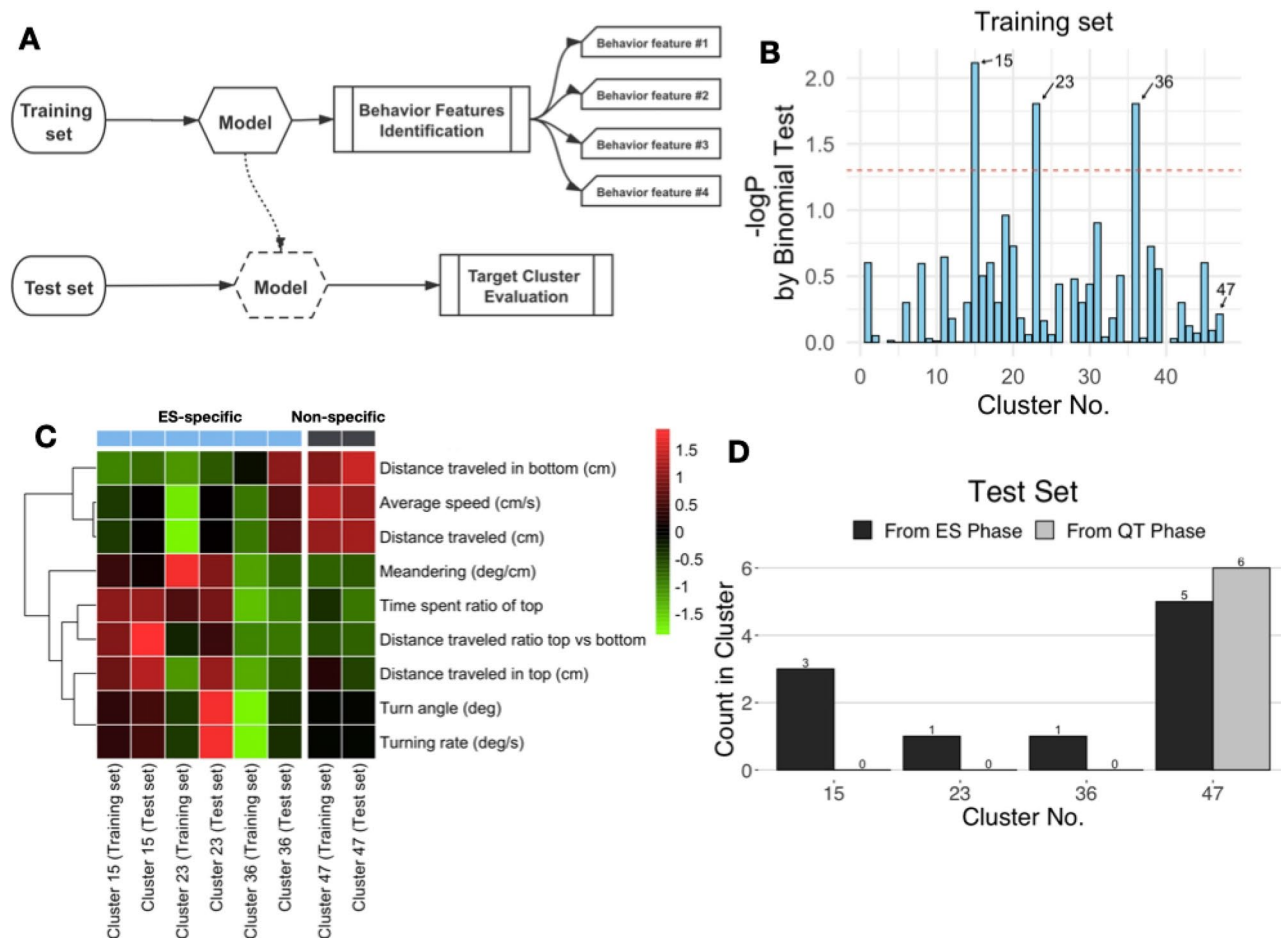 A
Training
set
Model
Behavior Features
Identification
Behavior feature #1
Behavior feature #2
Behavior feature #3
Behavior feature #4
Test set
Model
Target Cluster
Evaluation
B
Training set
-logP
by Binomial Test
2.0
1.5
1.0
0.5
0.0
15
23
36
47
0
10
20
30
40
Cluster No.
C
ES-specific
Non-specific
Distance traveled in bottom (cm)
Average speed (cm/s)
Distance traveled (cm)
Meandering (deg/cm)
Time spent ratio of top
Distance traveled ratio top vs bottom
Distance traveled in top (cm)
Turn angle (deg)
Turning rate (deg/s)
1.5
1
0.5
0
-0.5
-1
-1.5
Cluster 15 (Training set)
Cluster 15 (Test set)
Cluster 23 (Training set)
Cluster 23 (Test set)
Cluster 36 (Training set)
Cluster 36 (Test set)
Cluster 47 (Training set)
Cluster 47 (Test set)
D
Test Set
From ES Phase
From QT Phase
Count in Cluster
6
4
2
0
3
0
1
0
1
0
5
6
15
23
36
47
Cluster No.